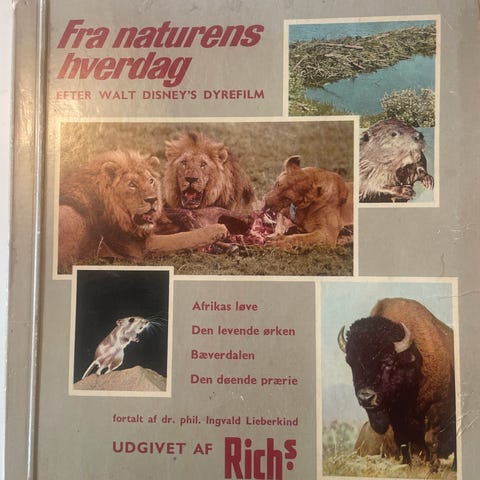 Fra naturens
hverdag
EFTER WALT DISNEY'S DYREFILM
Afrikas løve
Den levende ørken
Bæverdalen
Den døende prærie
fortalt af dr. phil. Ingvald Lieberkind
UDGIVET AF Richs.